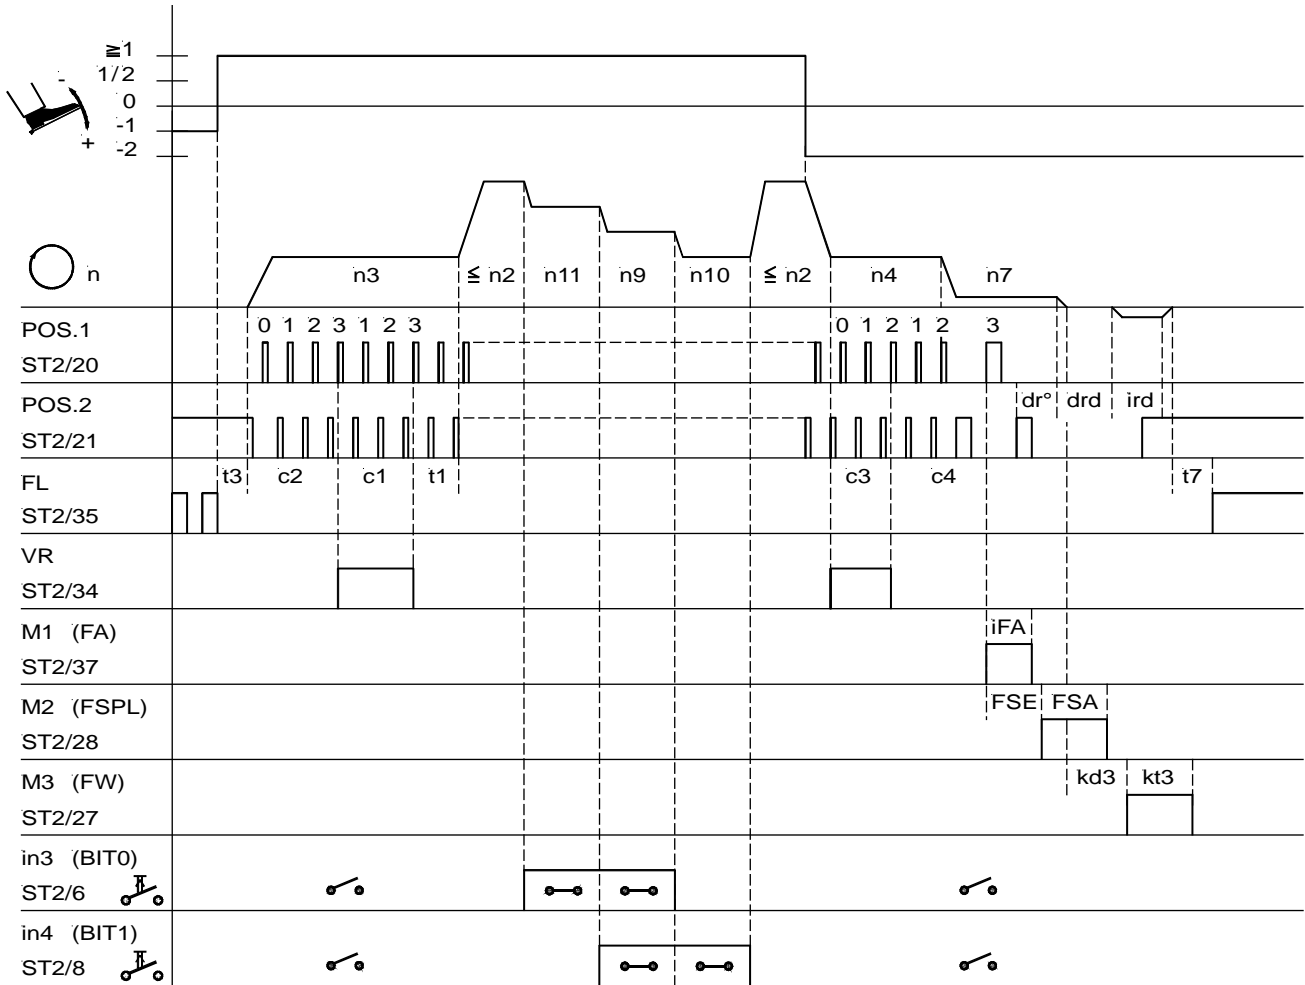 ≧1
1/2
0
-1
-2
-
+
n
n3 ≦ n2 n11 n9 n10 ≦ n2 n4 n7
POS.1 0 1 2 3 1 2 3 0 1 2 1 2 3
ST2/20
POS.2 dr° drd ird
ST2/21
FL t3 c2 c1 t1 c3 c4 t7
ST2/35
VR
ST2/34
M1 (FA) iFA
ST2/37
M2 (FSPL) FSE FSA
ST2/28
M3 (FW) kd3 kt3
ST2/27
in3 (BIT0)
ST2/6
in4 (BIT1)
ST2/8